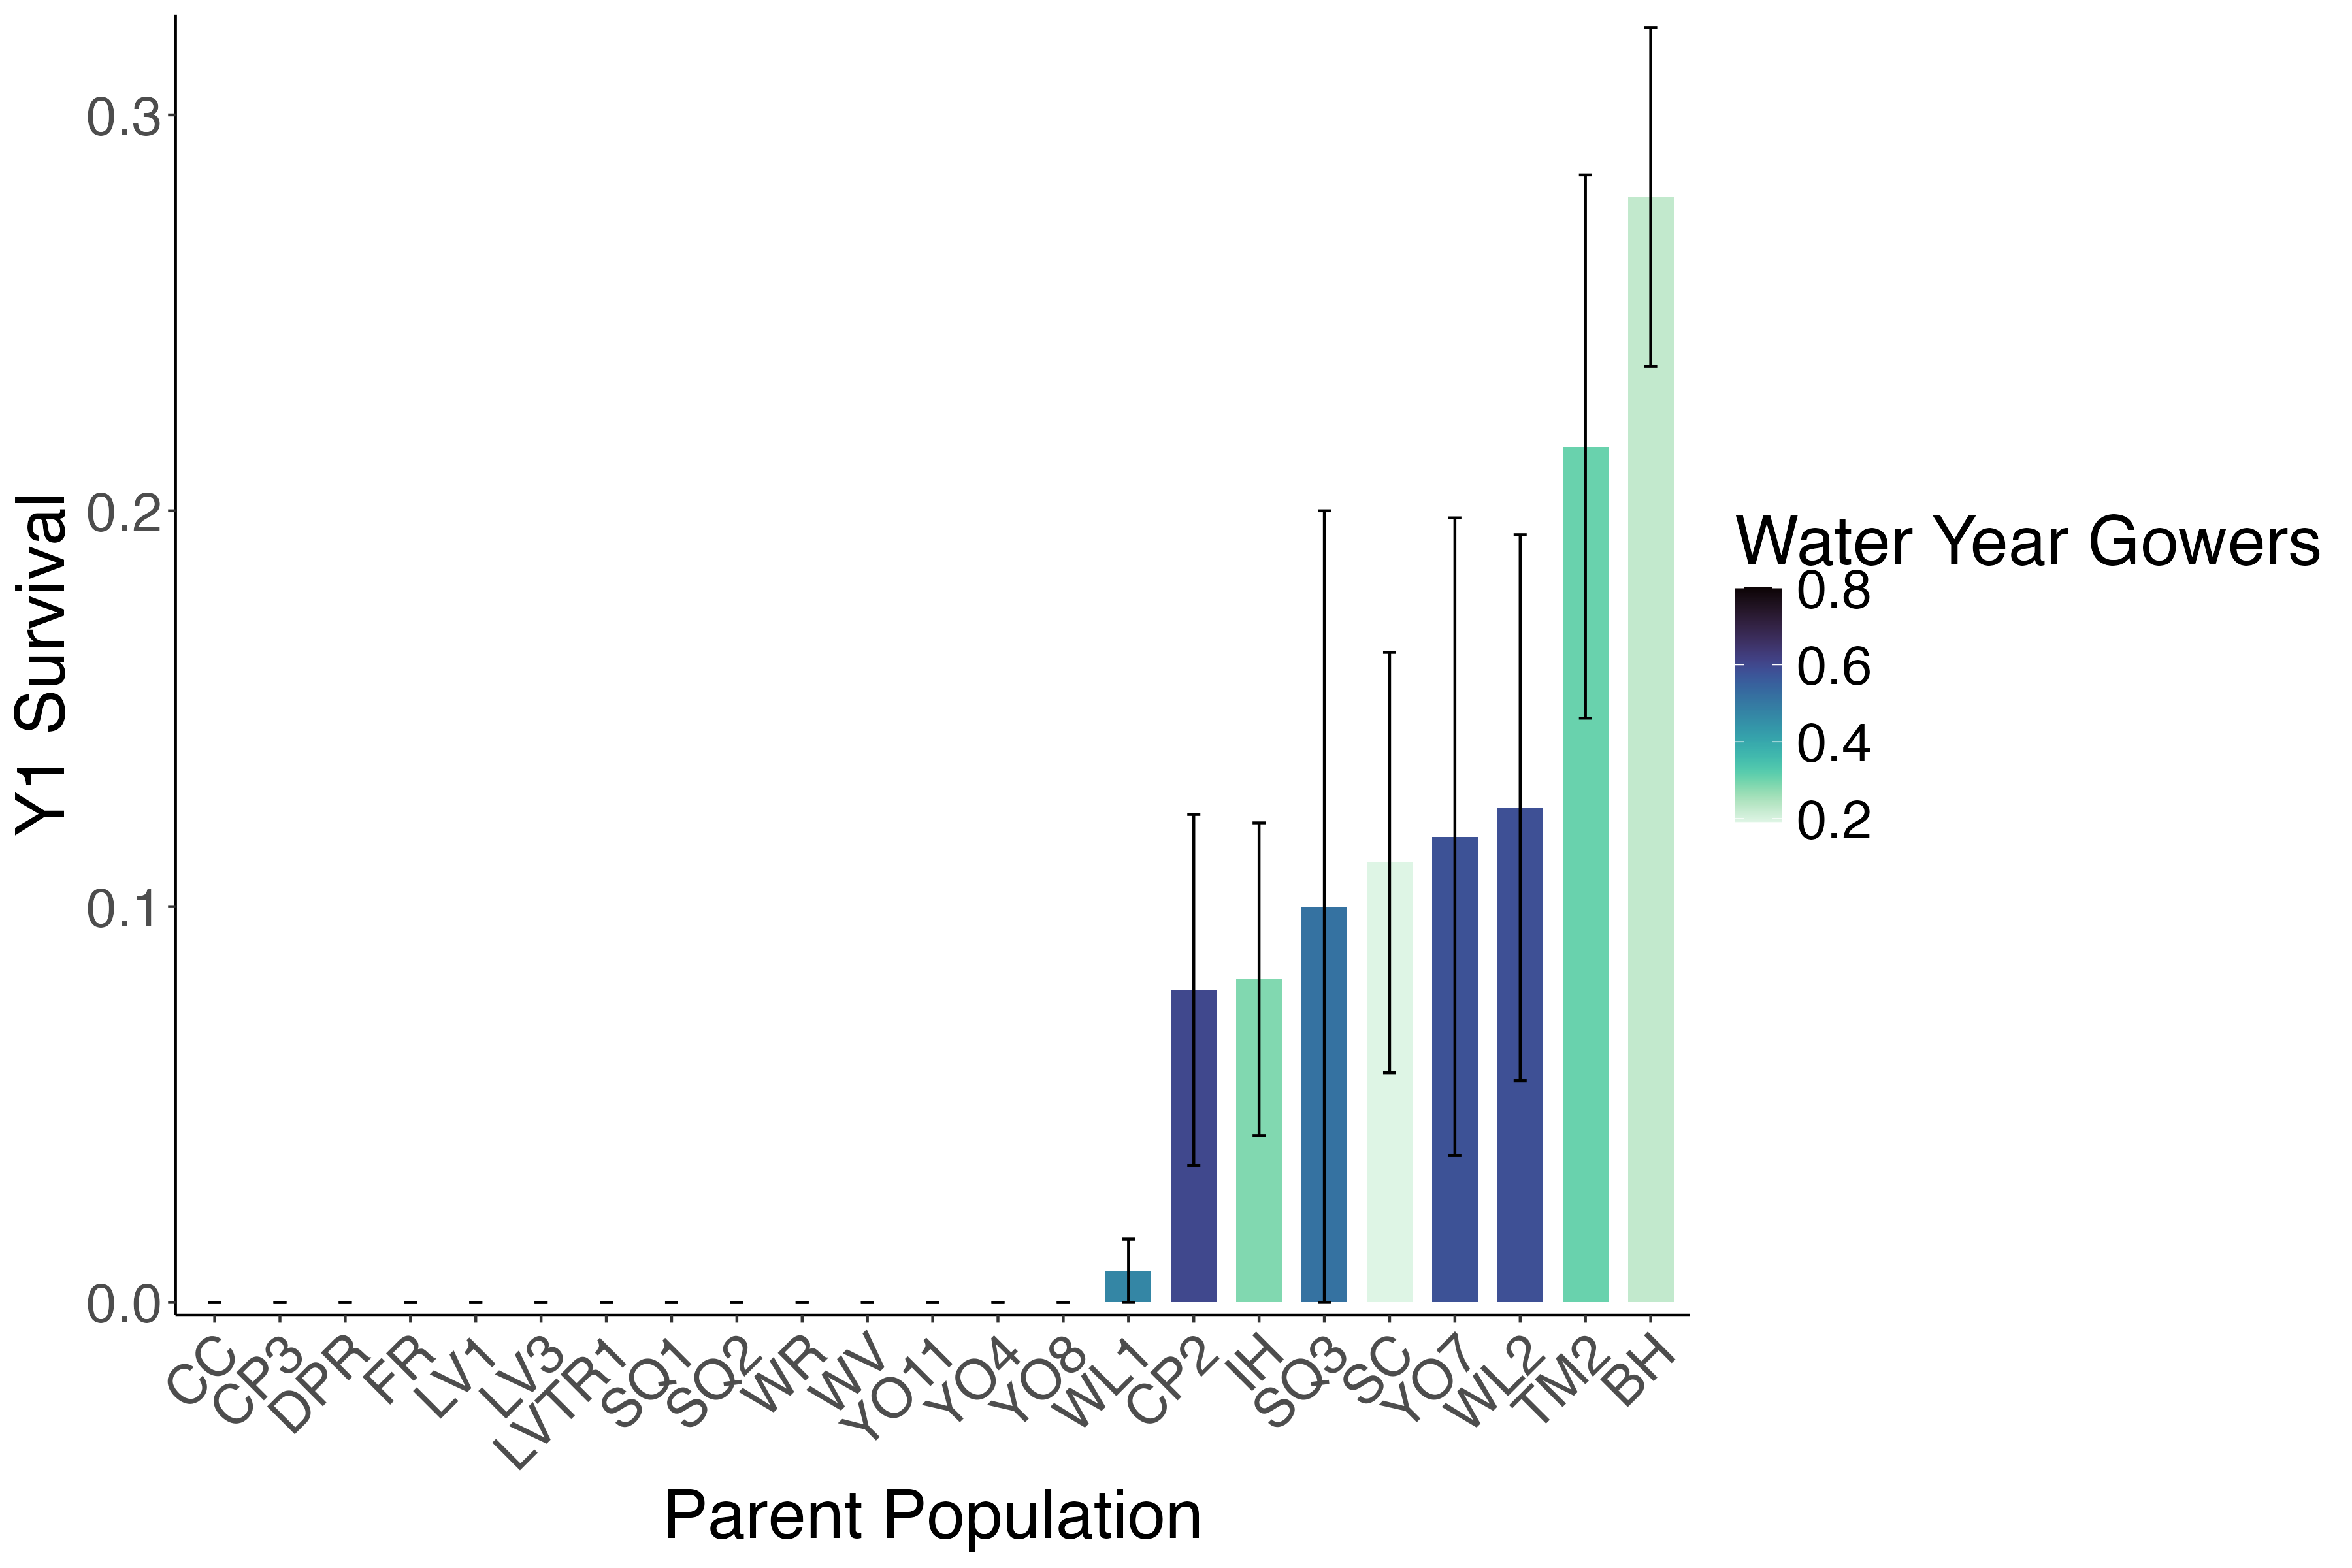 Y1 Survival
0.3
0.2
0.1
0.0
CC
CP3
DPR
FR
LV1
LV3
LVTR1
SQ1
SQ2
WR
WV
YO11
YO4
YO8
WL1
CP2
IH
SQ3
SC
YO7
WL2
TM2
BH
Parent Population
Water Year Gowers
0.8
0.6
0.4
0.2